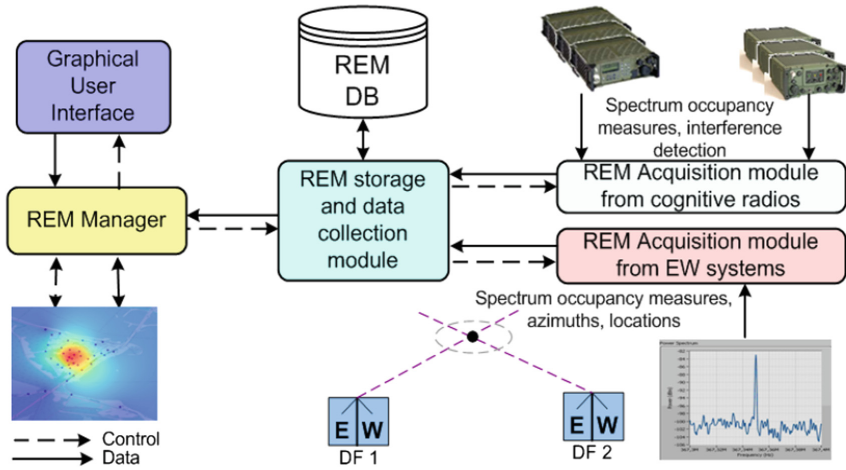 Graphical
User
Interface
REM
DB
Spectrum occupancy
measures, interference
detection
REM Manager
REM storage
and data
collection
module
REM Acquisition module
from cognitive radios
REM Acquisition module
from EW systems
Spectrum occupancy measures,
azimuths, locations
Power Spectrum
E W
DF 1
E W
DF 2
Frequency (Hz)
Control
Data